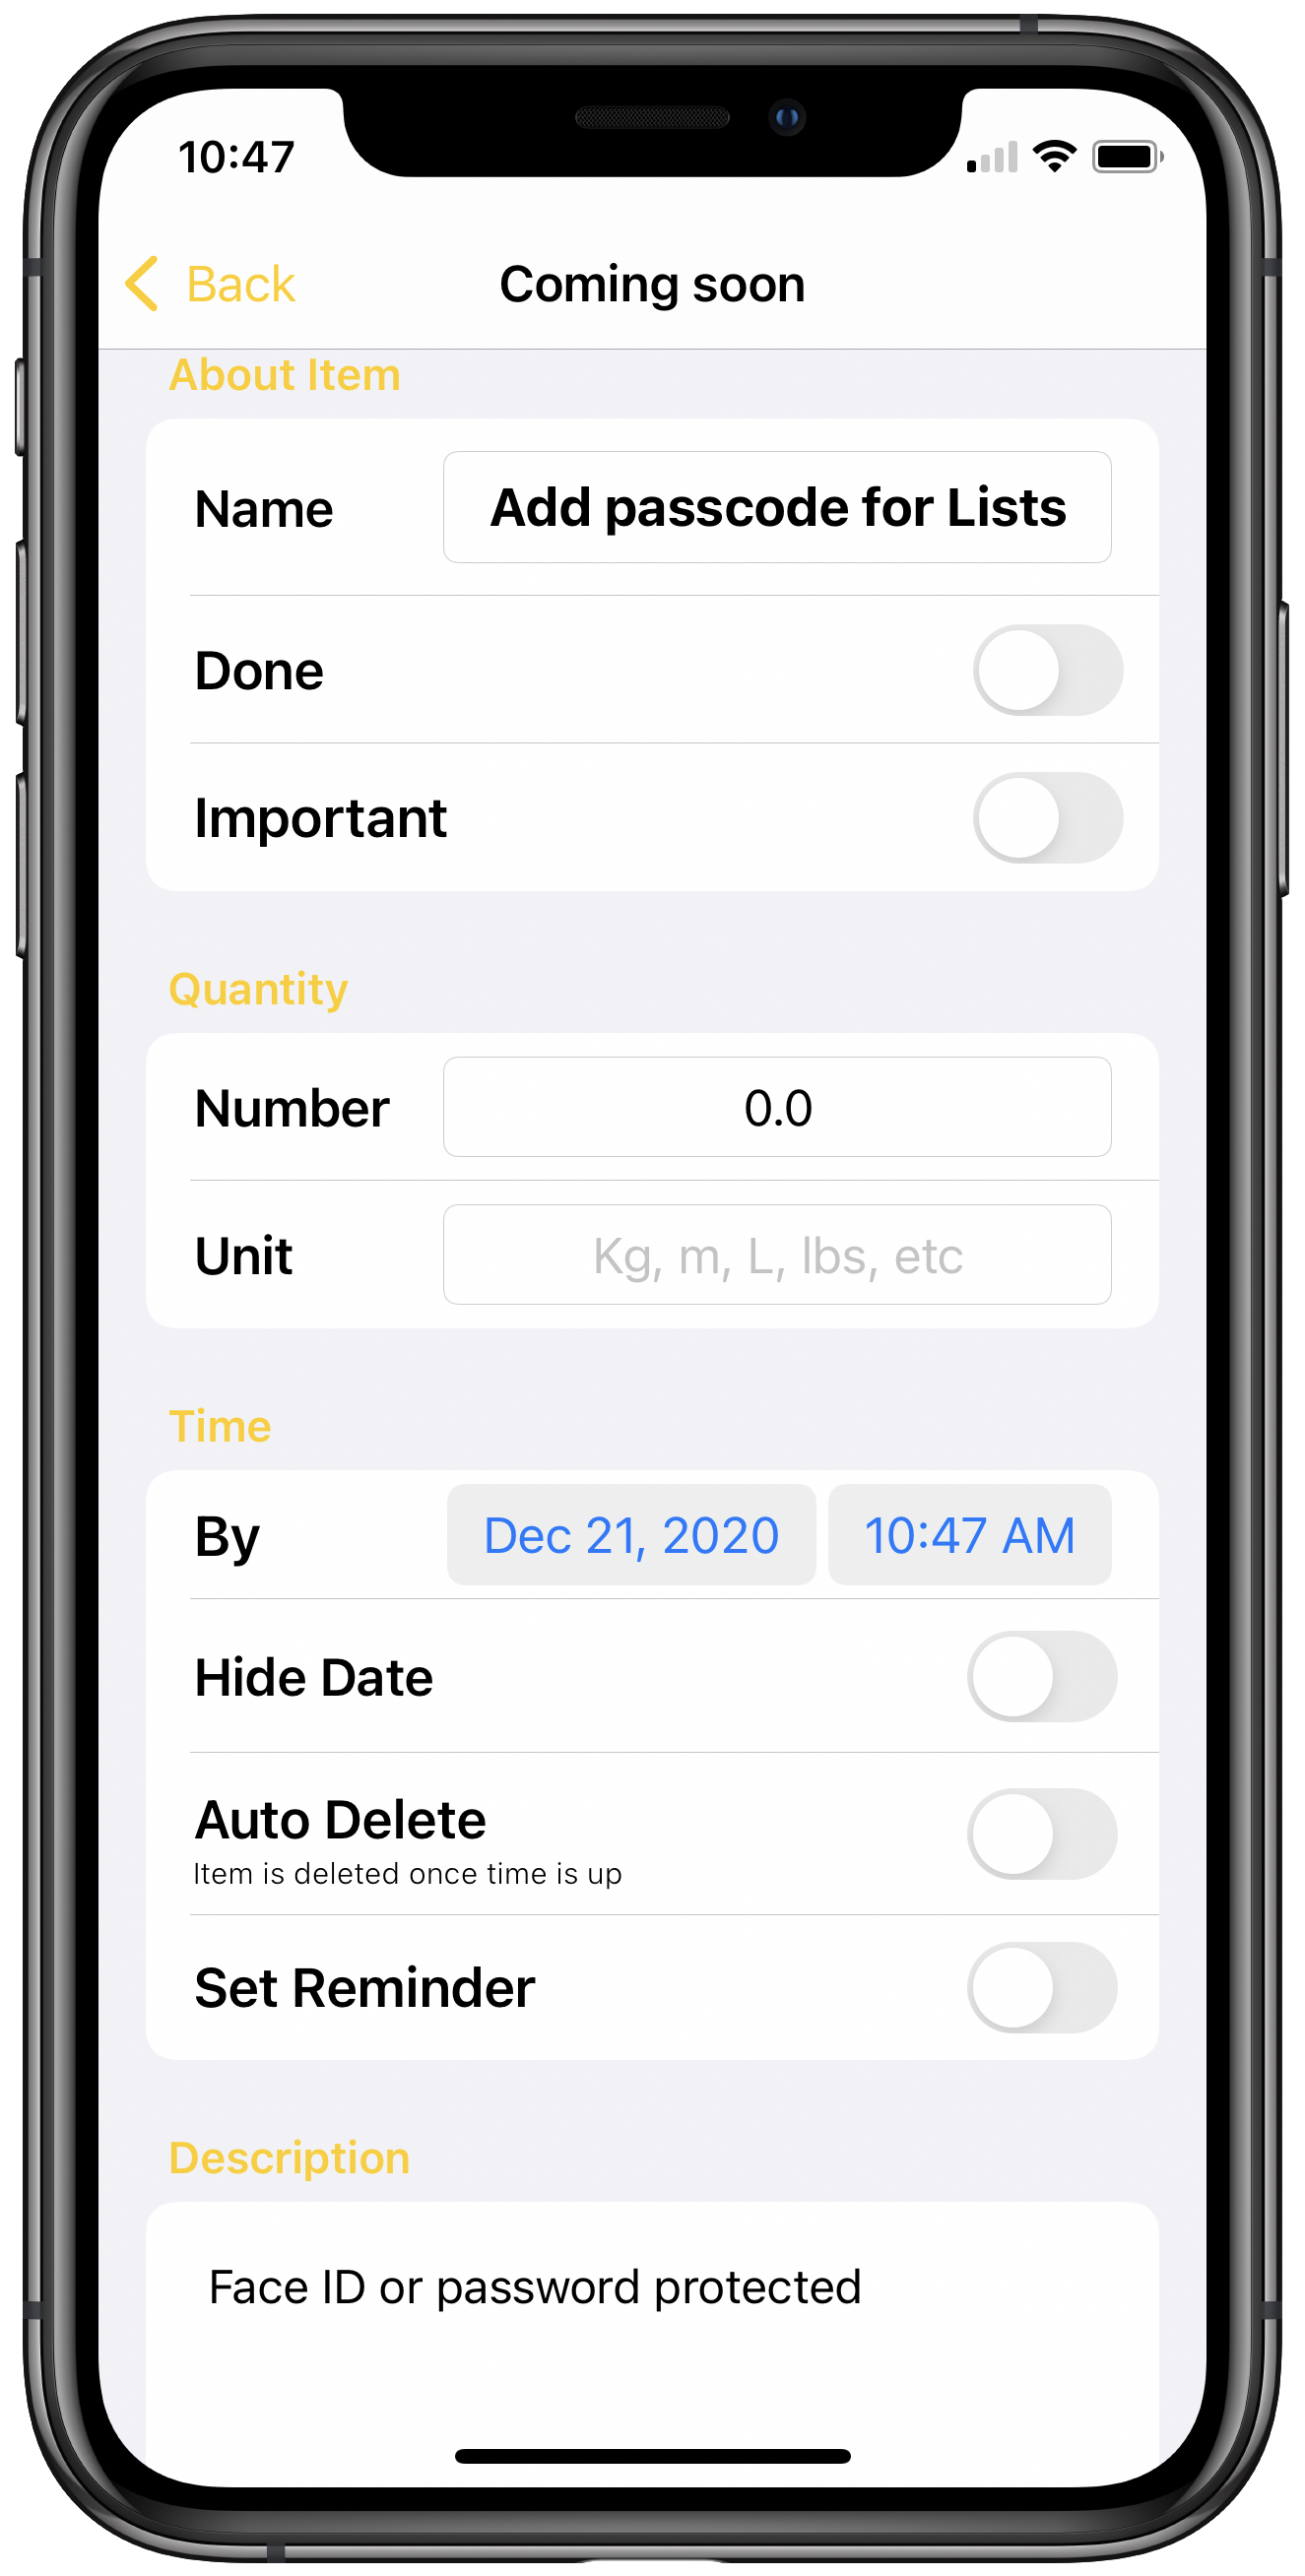 10:47
Back
Coming soon
About Item
Name
Add passcode for Lists
Done
Important
Quantity
Number
0.0
Unit
Kg, m, L, lbs, etc
Time
By
Dec 21, 2020
10:47 AM
Hide Date
Auto Delete
Item is deleted once time is up
Set Reminder
Description
Face ID or password protected